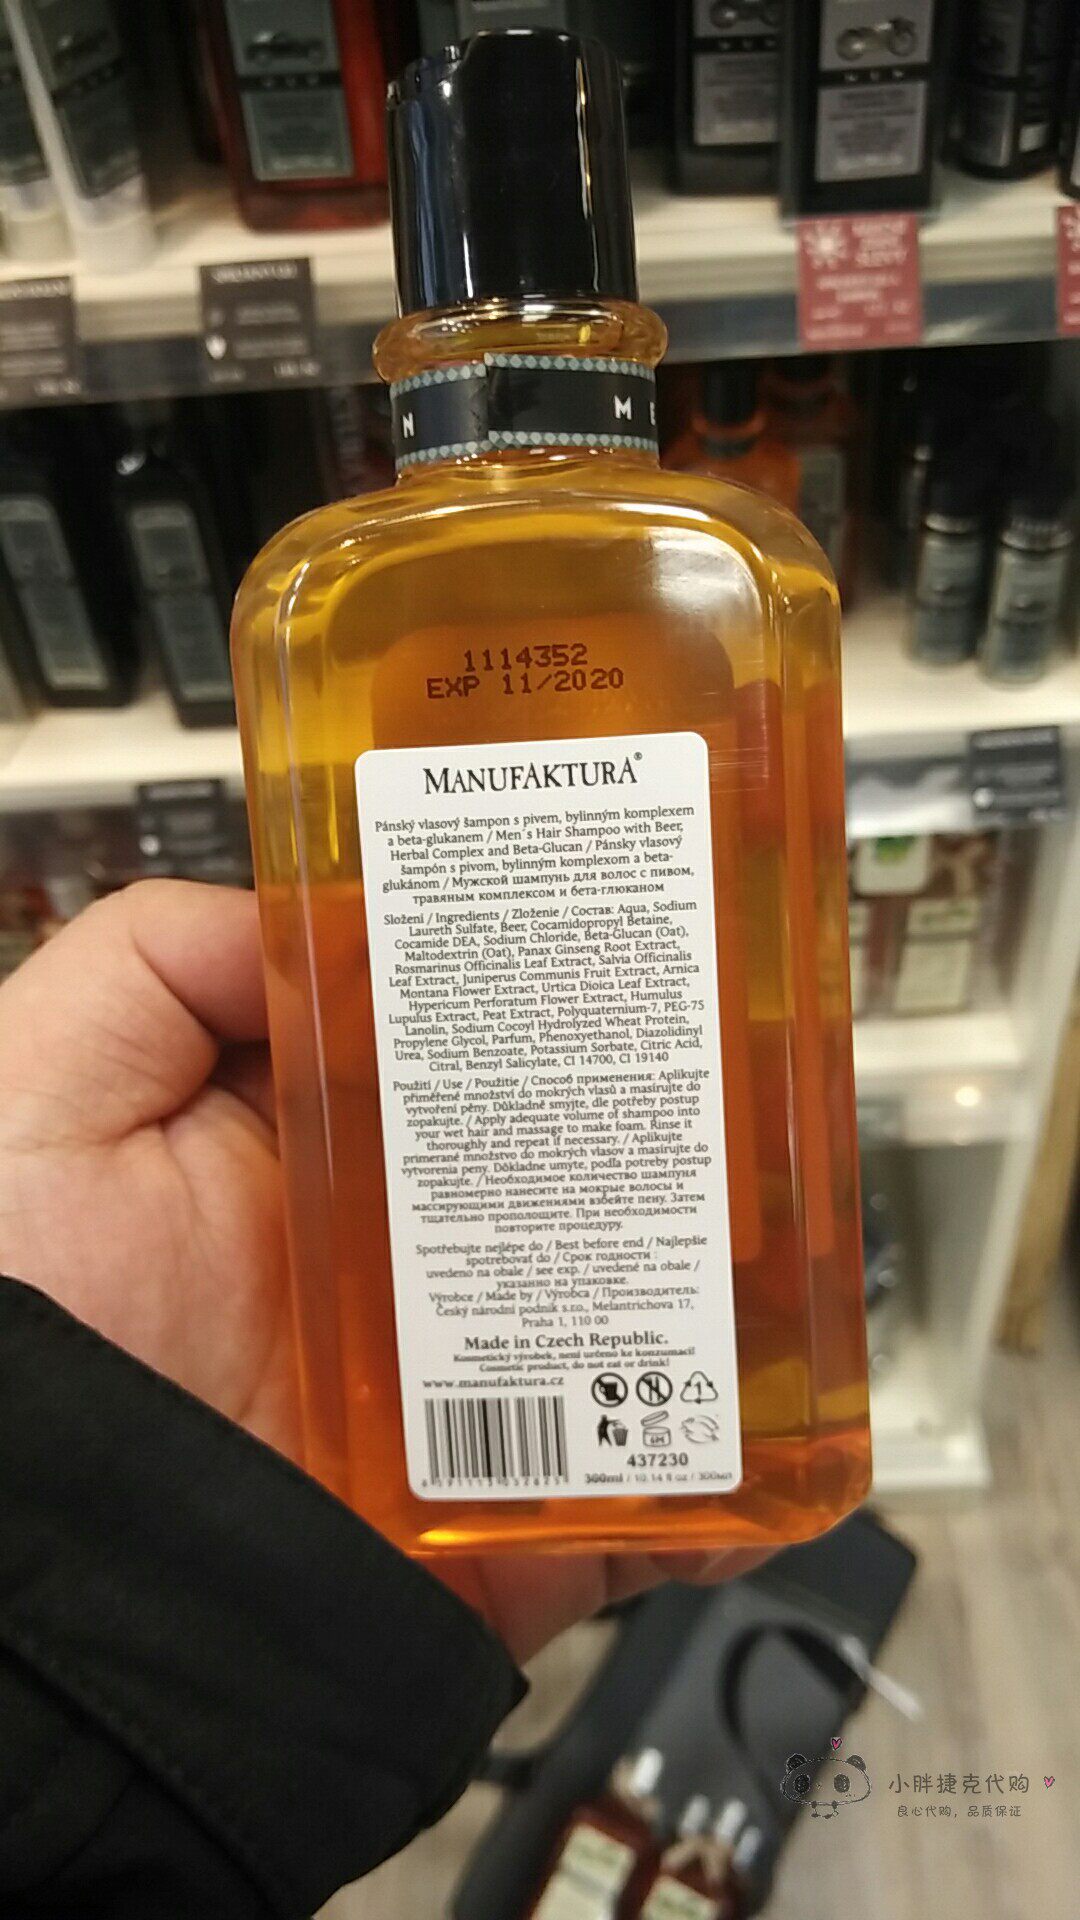 N
M E
1114352
EXP 11/2020
MANUFAKTURA®
Pánský vlasový šampon s pivem, bylinným komplexem
a beta-glukanem / Men´s Hair Shampoo with Beer,
Herbal Complex and Beta-Glucan / Pánsky vlasový
šampón s pivom, bylinným komplexom a beta-
glukánom / Мужской шампунь для волос с пивом,
травяным комплексом и бета-глюканом
Složení / Ingredients / Zloženie / Состав: Aqua, Sodium
Laureth Sulfate, Beer, Cocamidopropyl Betaine,
Cocamide DEA, Sodium Chloride, Beta-Glucan (Oat),
Maltodextrin (Oat), Panax Ginseng Root Extract,
Rosmarinus Officinalis Leaf Extract, Salvia Officinalis
Leaf Extract, Juniperus Communis Fruit Extract, Arnica
Montana Flower Extract, Urtica Dioica Leaf Extract,
Hypericum Perforatum Flower Extract, Humulus
Lupulus Extract, Peat Extract, Polyquaternium-7, PEG-75
Lanolin, Sodium Cocoyl Hydrolyzed Wheat Protein,
Propylene Glycol, Parfum, Phenoxyethanol, Diazolidinyl
Urea, Sodium Benzoate, Potassium Sorbate, Citric Acid,
Citral, Benzyl Salicylate, CI 14700, CI 19140
Použití / Use / Použitie / Способ применения: Aplikujte
přiměřené množství do mokrých vlasů a masírujte do
vytvoření pěny. Důkladně smyjte, dle potřeby postup
zopakujte. / Apply adequate volume of shampoo into
your wet hair and massage to make foam. Rinse it
thoroughly and repeat if necessary. / Aplikujte
primerané množstvo do mokrých vlasov a masírujte do
vytvorenia peny. Dôkladne umyte, podľa potreby postup
zopakujte. / Необходимое количество шампуня
равномерно нанесите на мокрые волосы и
массирующими движениями взбейте пену. Затем
тщательно прополощите. При необходимости
повторите процедуру.
Spotřebujte nejlépe do / Best before end / Najlepšie
spotrebovať do / Срок годности :
uvedeno na obale / see exp. / uvedené na obale /
указанно на упаковке.
Výrobce / Made by / Výrobca / Производитель:
Český národní podnik s.r.o., Melantrichova 17,
Praha 1, 110 00
Made in Czech Republic.
Kosmetický výrobek, není určeno ke konzumaci!
Cosmetic product, do not eat or drink!
www.manufaktura.cz
1
6M
437230
300ml / 10.14 fl oz / 300мл
小胖捷克代购
良心代购，品质保证